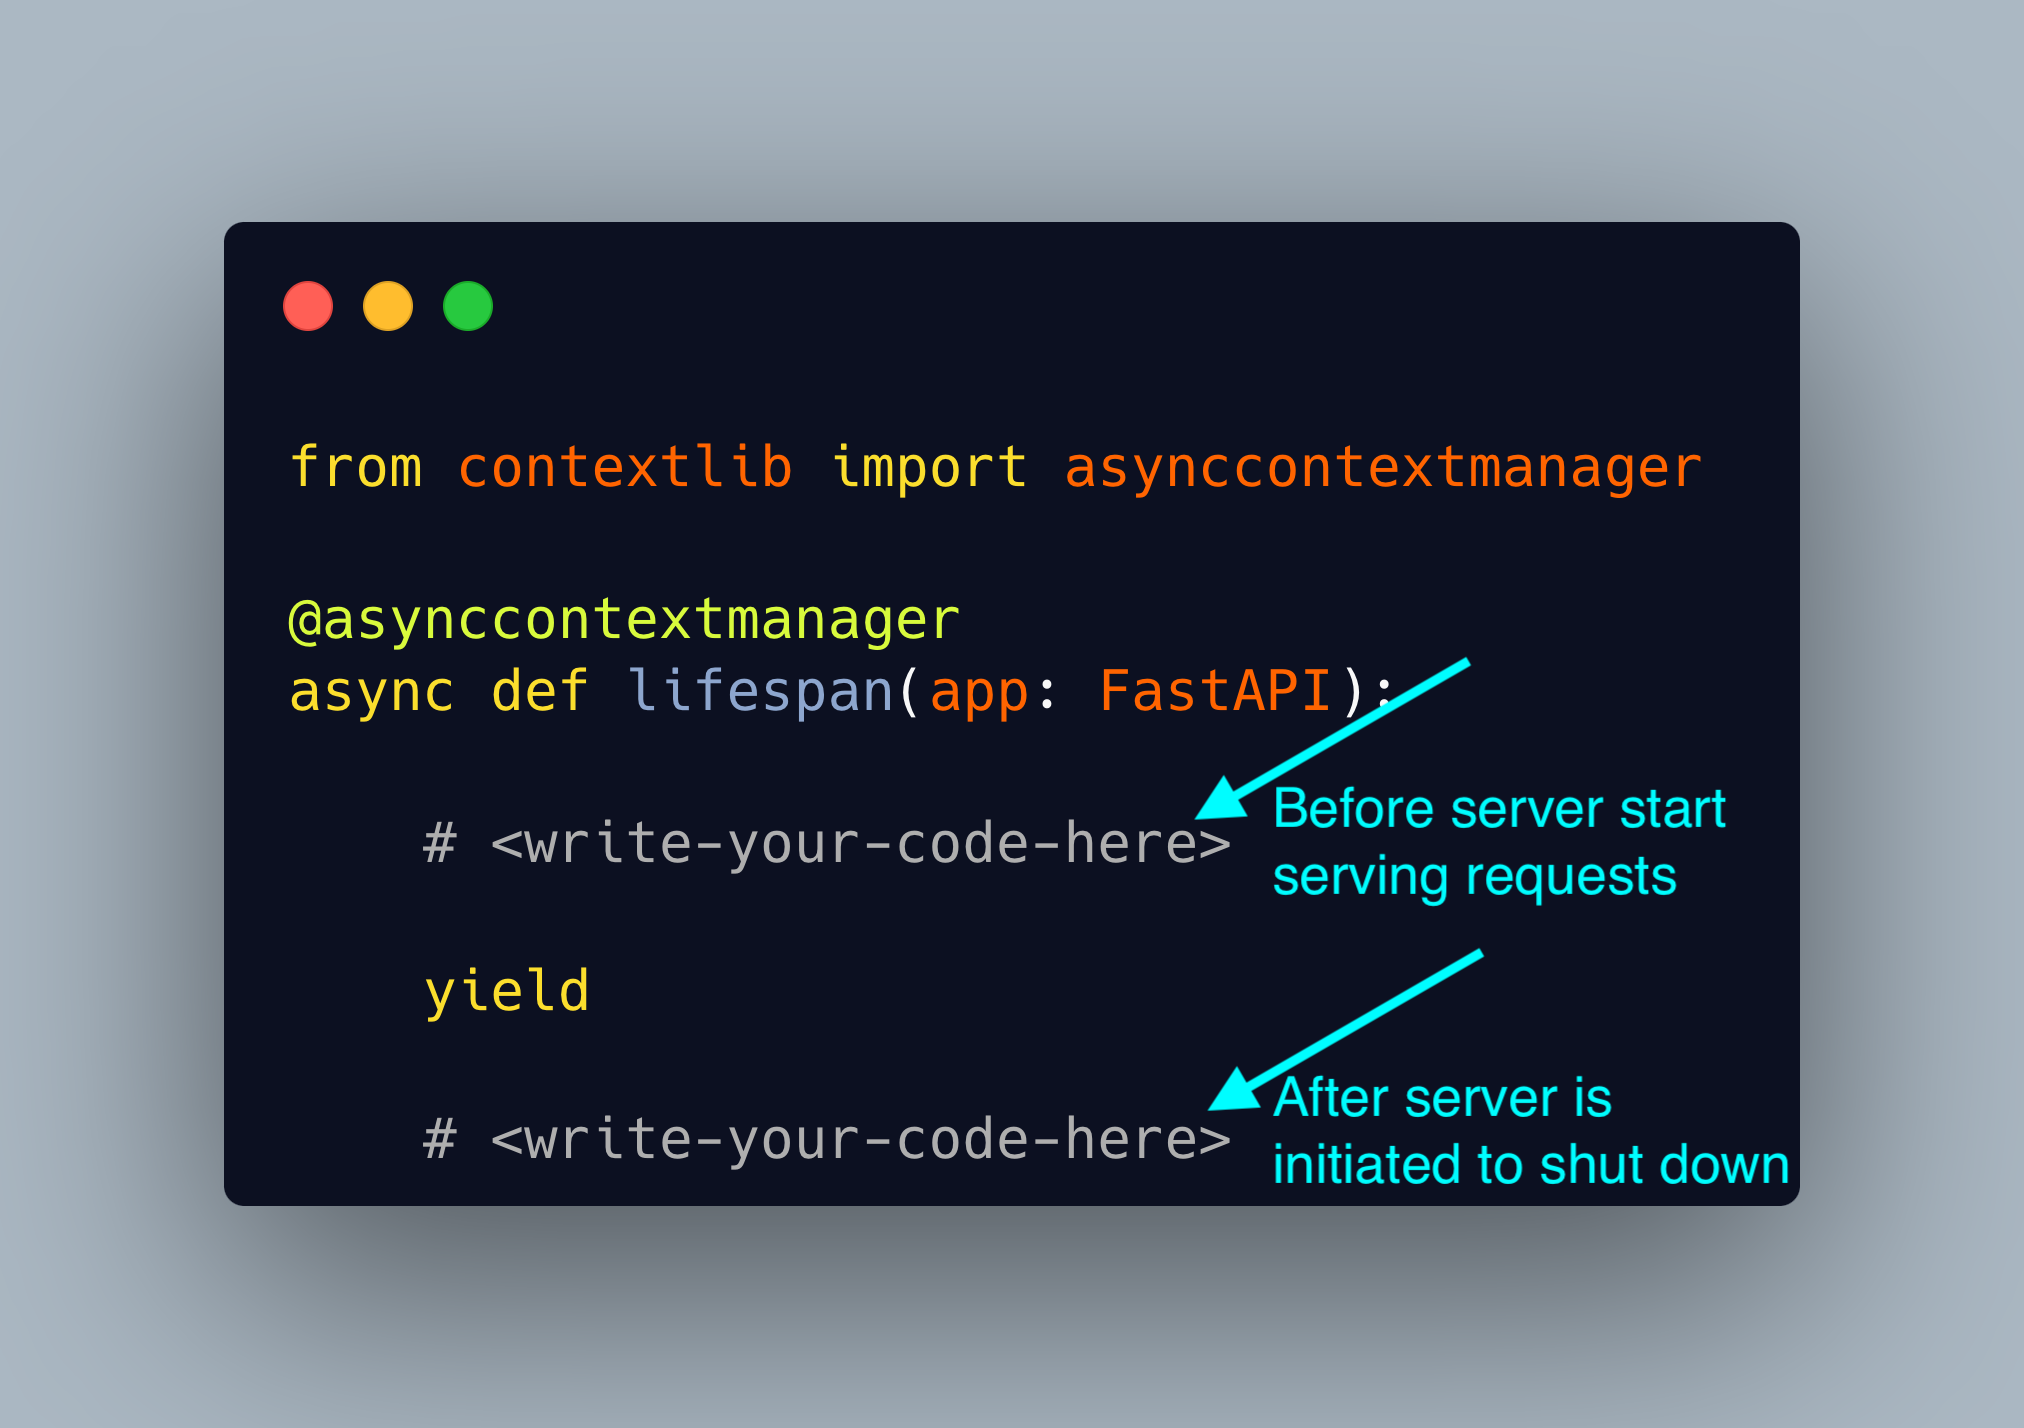 from contextlib import asynccontextmanager
@asynccontextmanager
async def lifespan(app: FastAPI):
# <write-your-code-here>
Before server start
serving requests
yield
# <write-your-code-here>
After server is
initiated to shut down